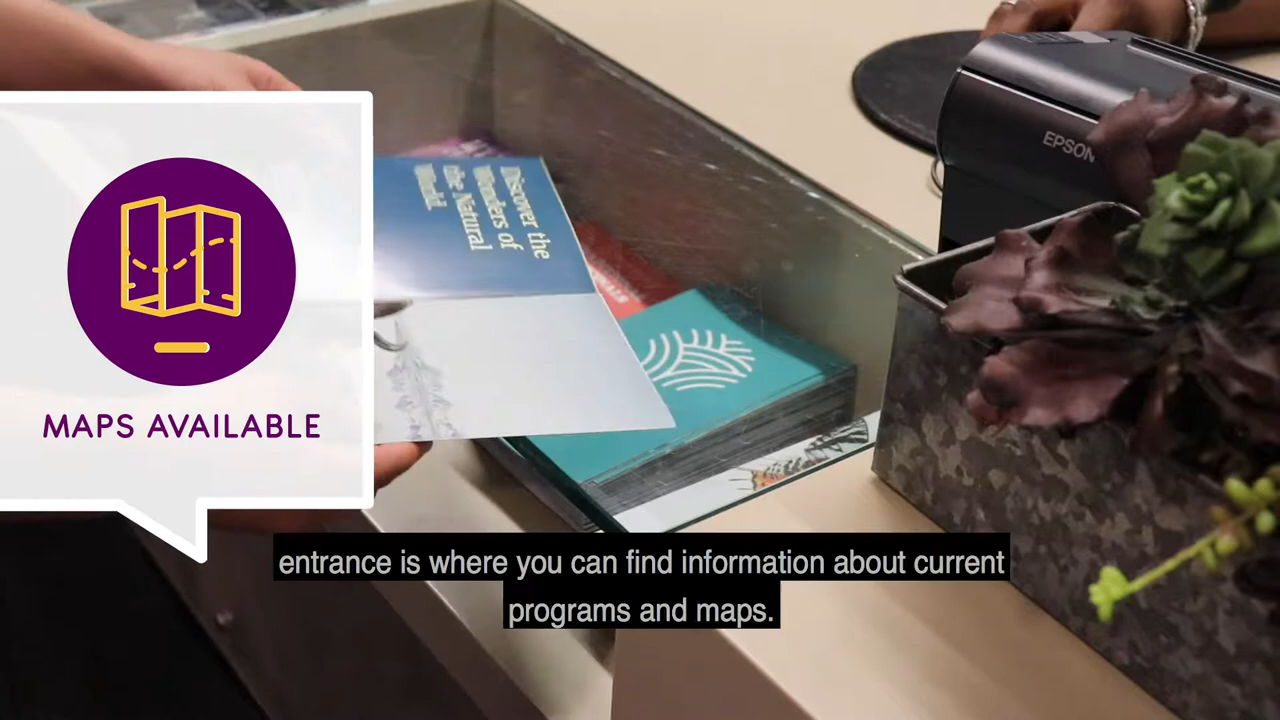 MAPS AVAILABLE
Discover the
Wonders of
the Natural
World.
EPSON
entrance is where you can find information about current
programs and maps.